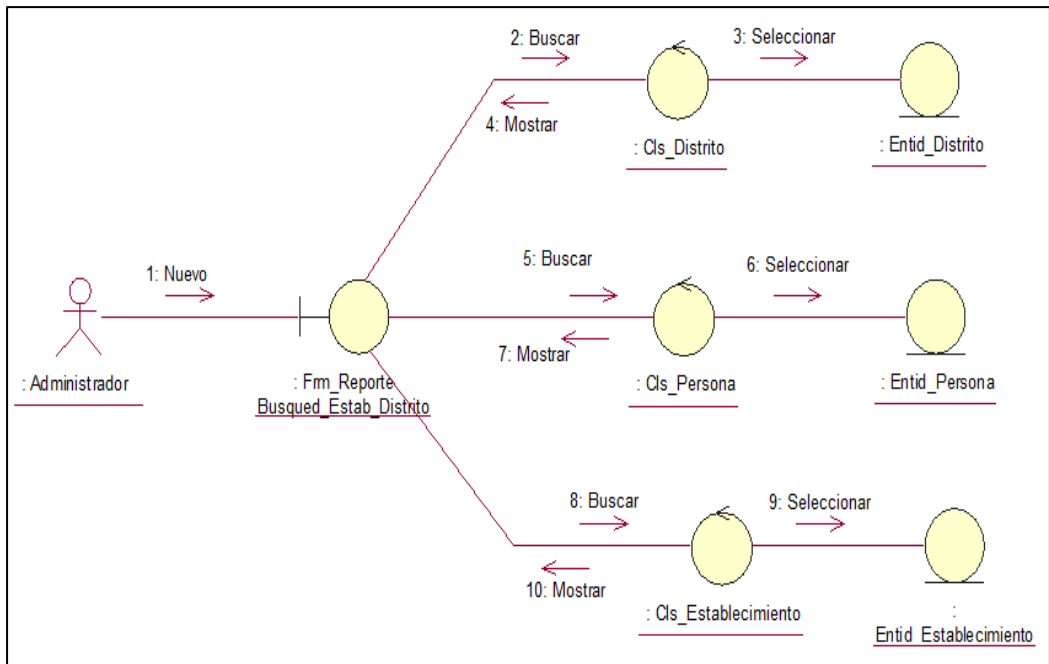 2: Buscar
3: Seleccionar
4: Mostrar
: Cls_Distrito
: Entid_Distrito
1: Nuevo
5: Buscar
6: Seleccionar
7: Mostrar
: Administrador
: Frm_Reporte
Busqued_Estab_Distrito
: Cls_Persona
: Entid_Persona
8: Buscar
9: Seleccionar
10: Mostrar
: Cls_Establecimiento
:
Entid_Establecimiento